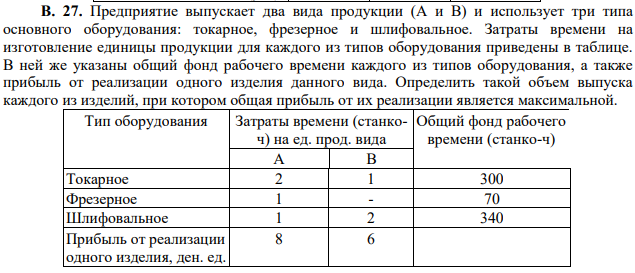 В. 27. Предприятие выпускает два вида продукции (А и В) и использует три типа
основного оборудования: токарное, фрезерное и шлифовальное. Затраты времени на
изготовление единицы продукции для каждого из типов оборудования приведены в таблице.
В ней же указаны общий фонд рабочего времени каждого из типов оборудования, а также
прибыль от реализации одного изделия данного вида. Определить такой объем выпуска
каждого из изделий, при котором общая прибыль от их реализации является максимальной.
Тип оборудования Затраты времени (станко- Общий фонд рабочего
ч) на ед. прод. вида времени (станко-ч)
А В
Токарное 2 1 300
Фрезерное 1 - 70
Шлифовальное 1 2 340
Прибыль от реализации 8 6
одного изделия, ден. ед.